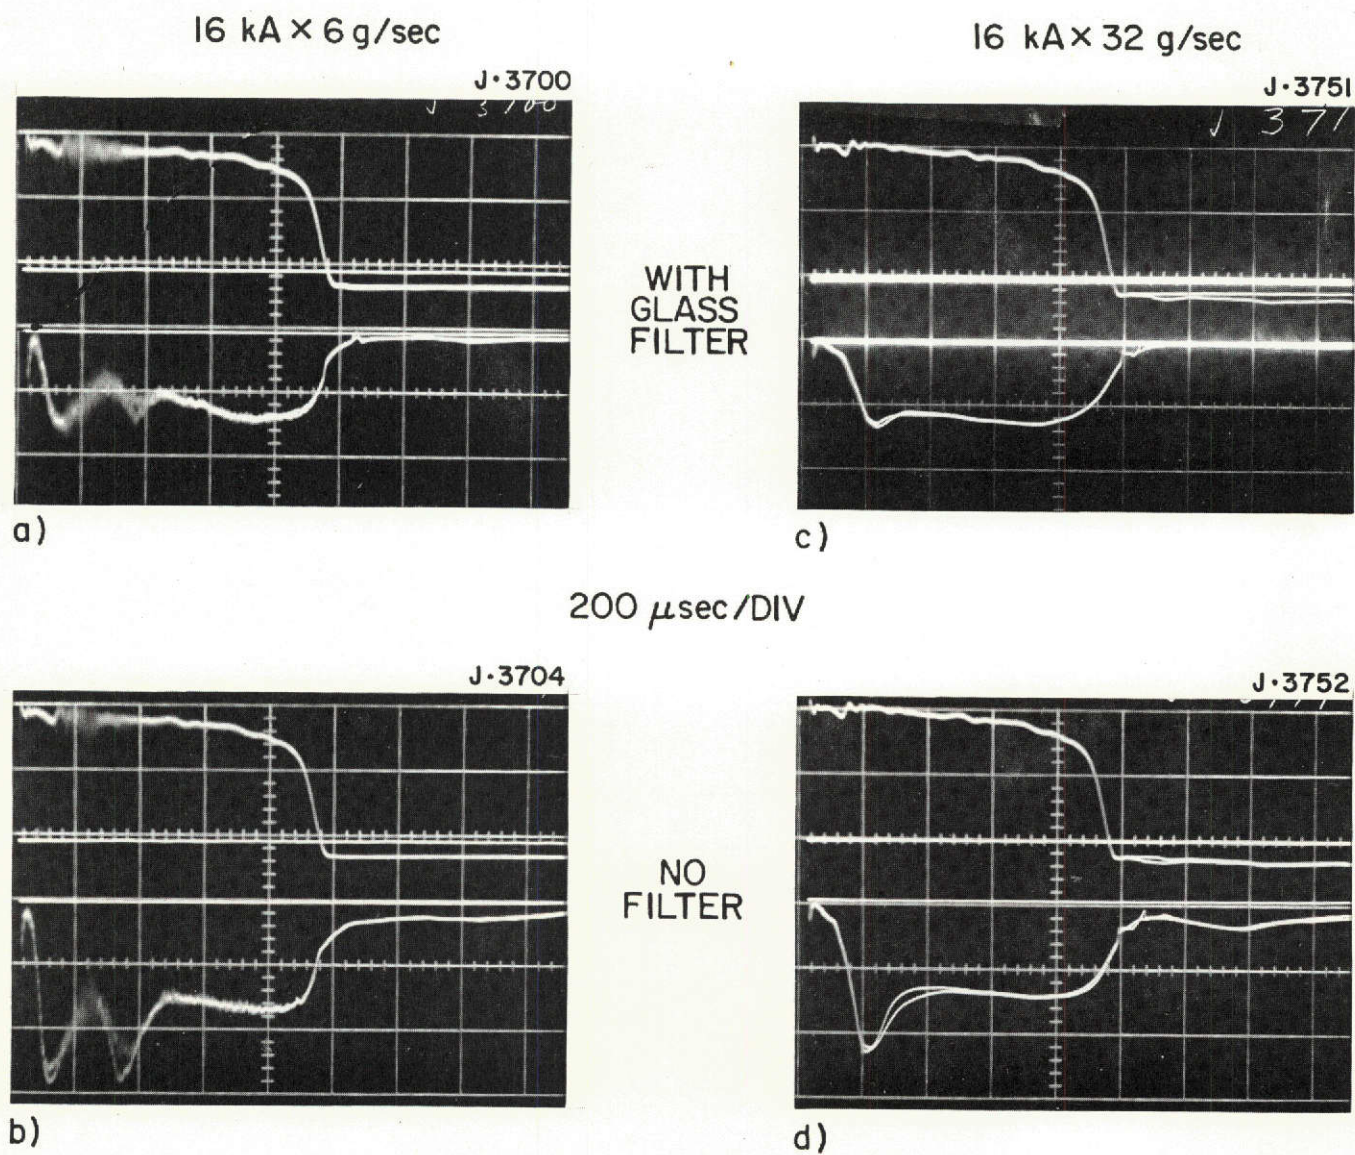 16 kA × 6 g/sec
J·3700
J 3700
a)
16 kA × 32 g/sec
J·3751
c)
WITH
GLASS
FILTER
200 μsec/DIV
J·3704
b)
NO
FILTER
J·3752
d)